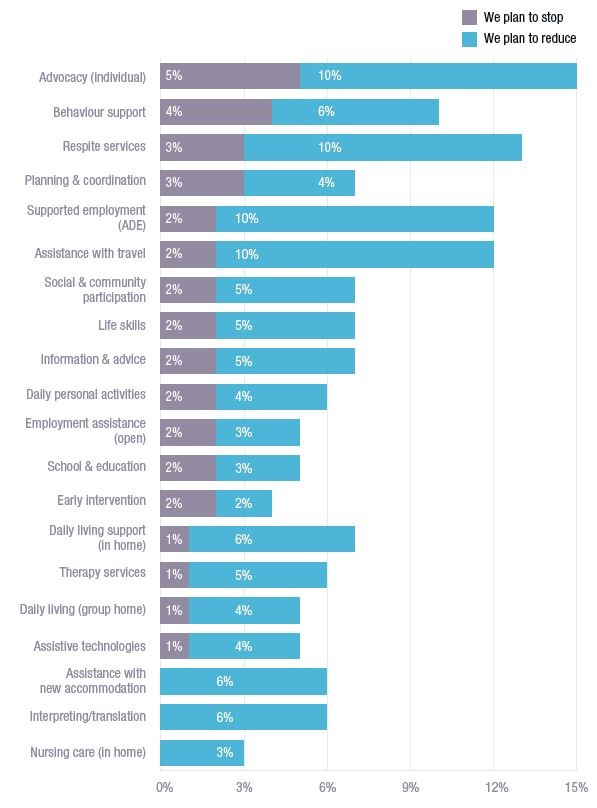 We plan to stop
We plan to reduce
Advocacy (individual) 5% 10%
Behaviour support 4% 6%
Respite services 3% 10%
Planning & coordination 3% 4%
Supported employment
(ADE) 2% 10%
Assistance with travel 2% 10%
Social & community
participation 2% 5%
Life skills 2% 5%
Information & advice 2% 5%
Daily personal activities 2% 4%
Employment assistance
(open) 2% 3%
School & education 2% 3%
Early intervention 2% 2%
Daily living support
(in home) 1% 6%
Therapy services 1% 5%
Daily living (group home) 1% 4%
Assistive technologies 1% 4%
Assistance with
new accommodation 6%
Interpreting/translation 6%
Nursing care (in home) 3%
0% 3% 6% 9% 12% 15%